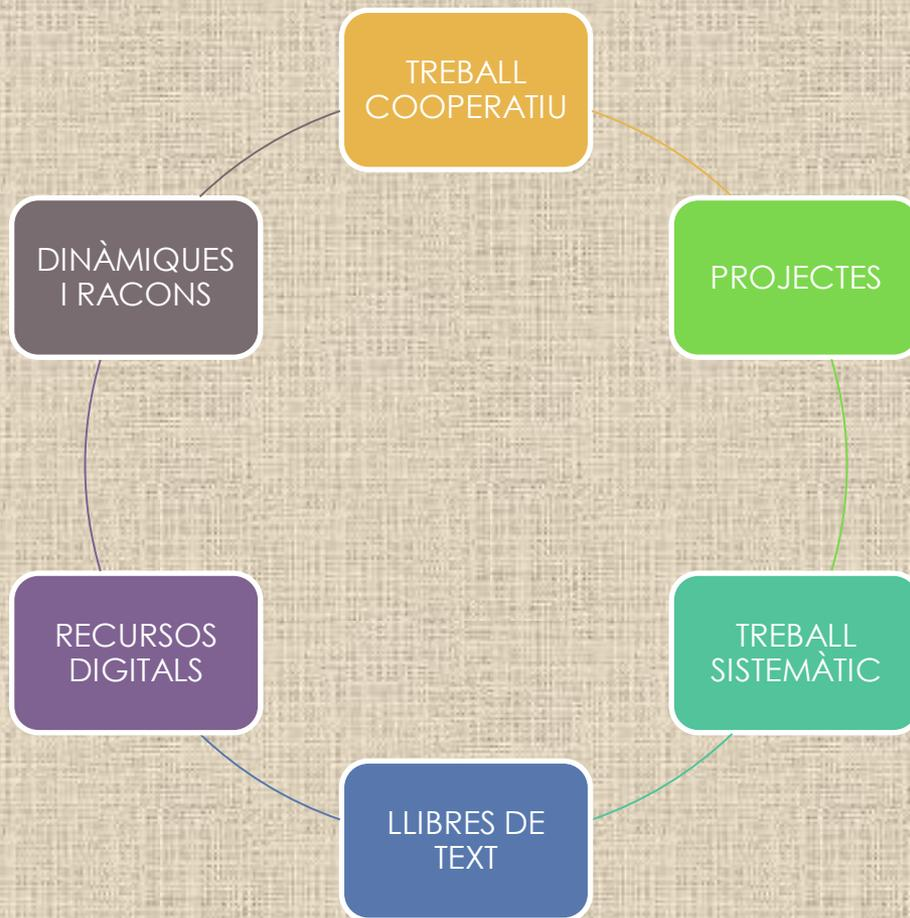 TREBALL
COOPERATIU
DINÀMIQUES
I RACONS
PROJECTES
RECURSOS
DIGITALS
TREBALL
SISTEMÀTIC
LLIBRES DE
TEXT